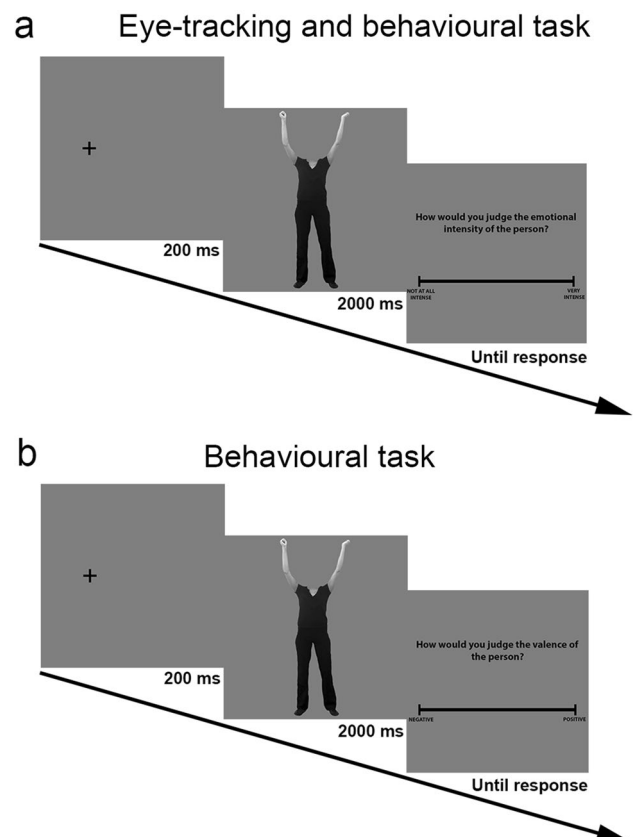 a
Eye-tracking and behavioural task
+
200 ms
2000 ms
How would you judge the emotional
intensity of the person?
NOT AT ALL
INTENSE
VERY
INTENSE
Until response
b
Behavioural task
+
200 ms
2000 ms
How would you judge the valence of
the person?
NEGATIVE
POSITIVE
Until response